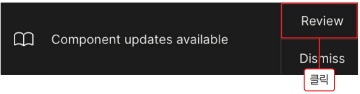 Review
Component updates available
Dismiss
클릭